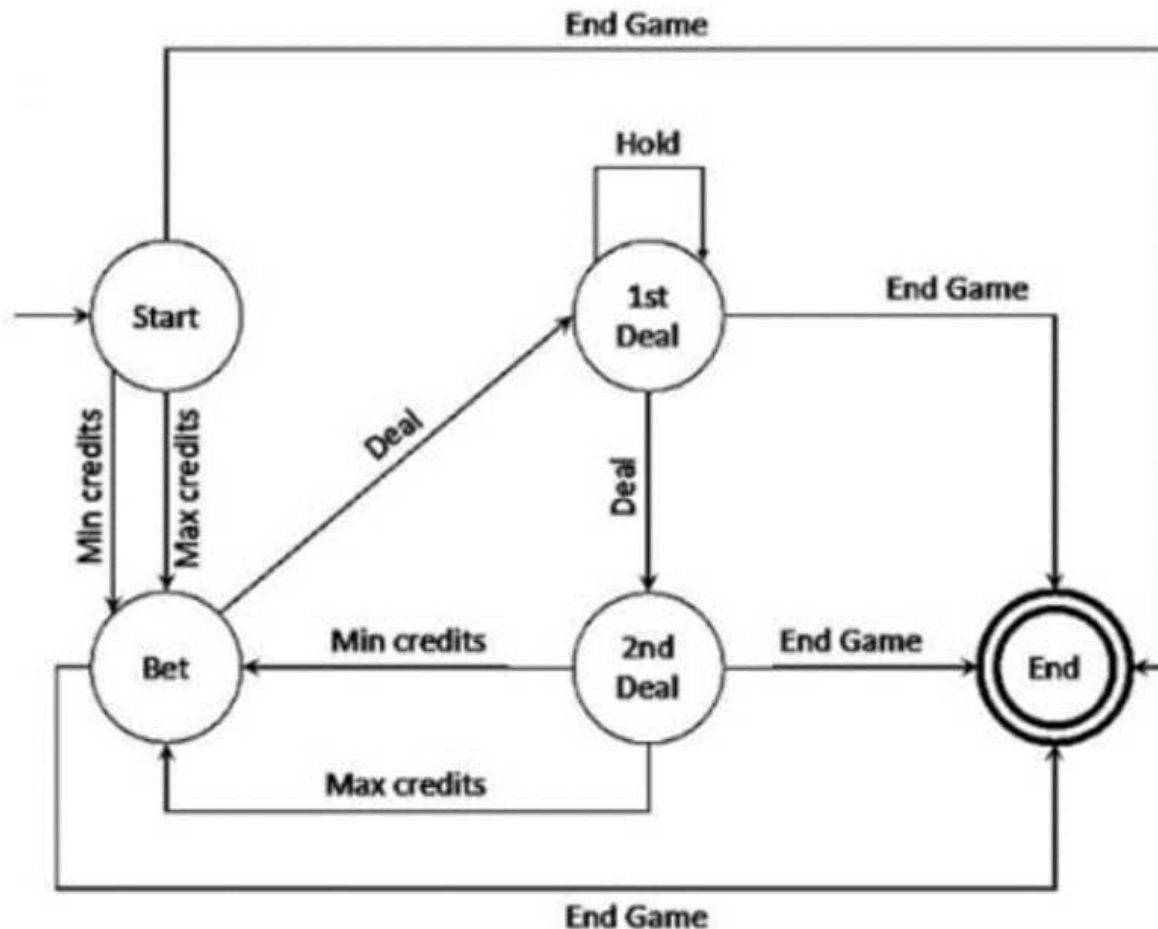 End Game
Hold
Start
1st
Deal
End Game
Min credits
Max credits
Deal
Deal
Bet
Min credits
2nd
Deal
End Game
End
Max credits
End Game